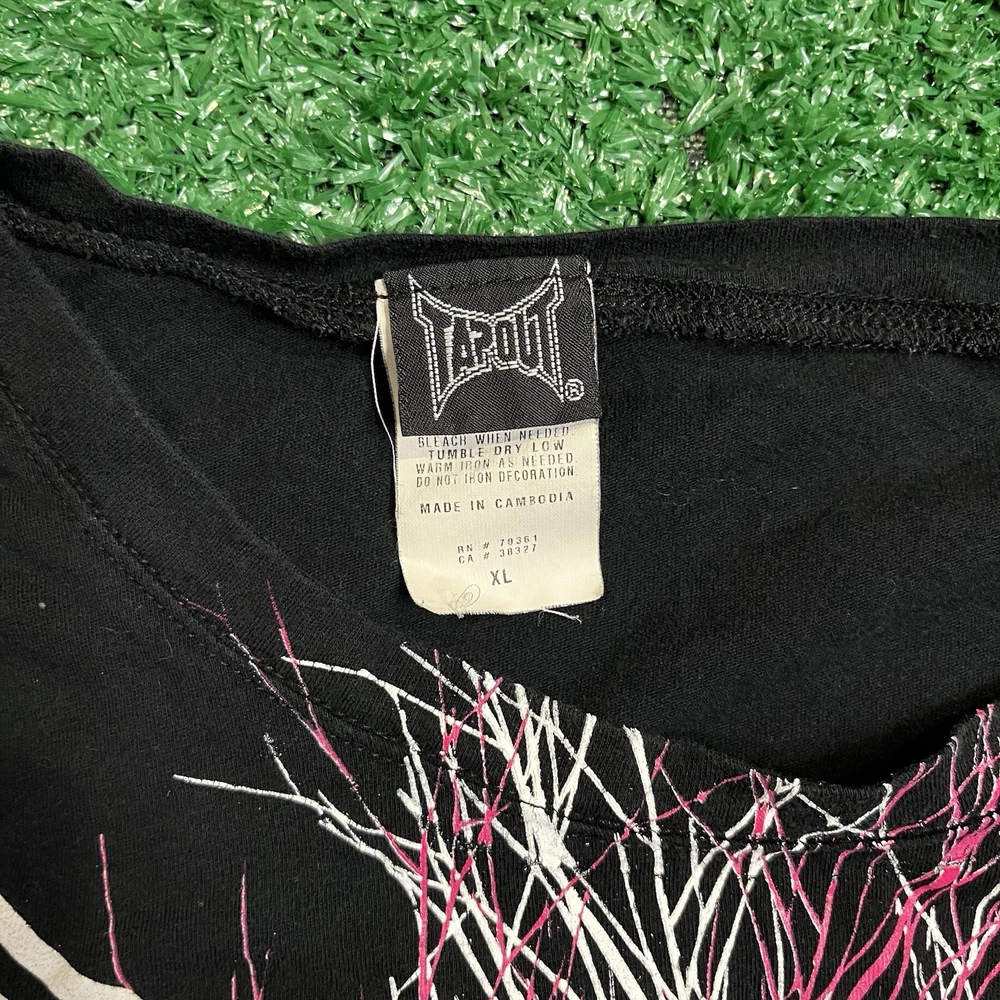 TAPOUT®
BLEACH WHEN NEEDED.
TUMBLE DRY LOW
WARM IRON AS NEEDED.
DO NOT IRON DECORATION.
MADE IN CAMBODIA
RN # 70361
CA # 38327
XL